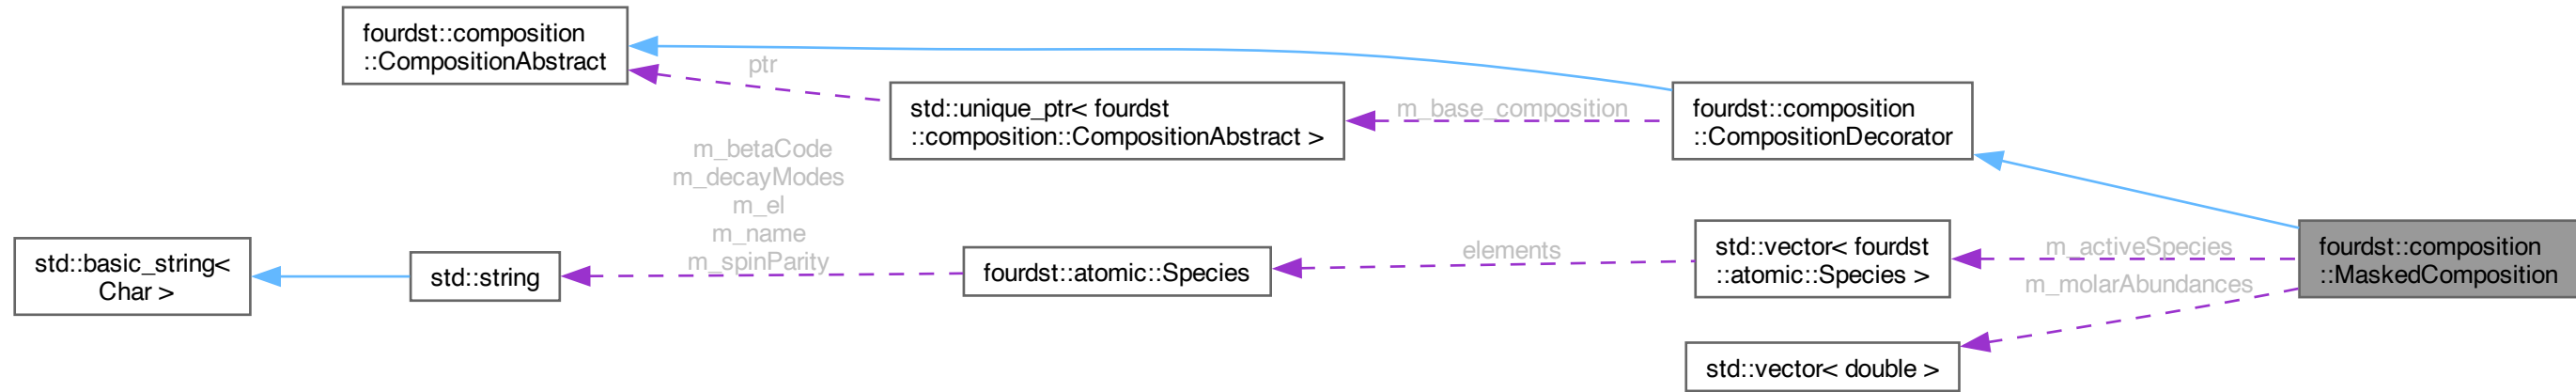 fourdst::composition
::CompositionAbstract
ptr
std::unique_ptr< fourdst
::composition::CompositionAbstract >
m_base_composition
fourdst::composition
::CompositionDecorator
m_betaCode
m_decayModes
m_el
m_name
m_spinParity
std::basic_string<
Char >
std::string
fourdst::atomic::Species
elements
std::vector< fourdst
::atomic::Species >
m_activeSpecies
m_molarAbundances
fourdst::composition
::MaskedComposition
std::vector< double >